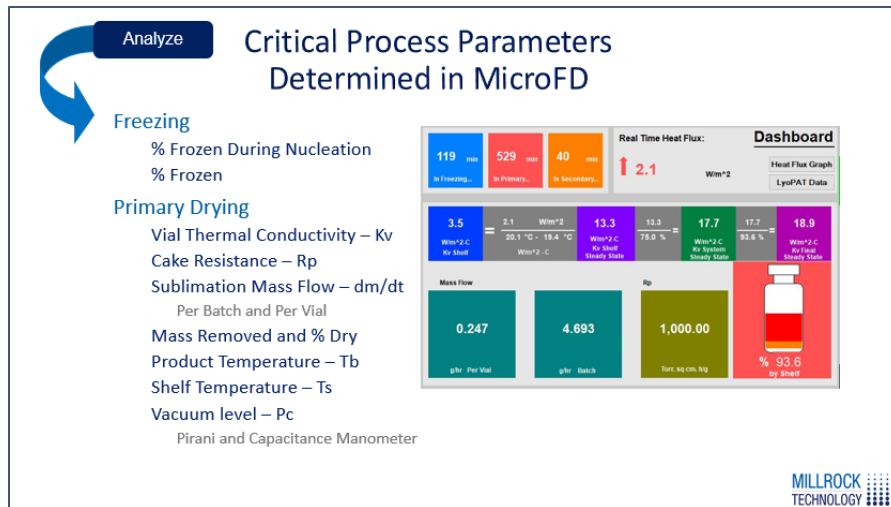 Analyze
Critical Process Parameters
Determined in MicroFD
Freezing
% Frozen During Nucleation
% Frozen
Primary Drying
Vial Thermal Conductivity – Kv
Cake Resistance – Rp
Sublimation Mass Flow – dm/dt
Per Batch and Per Vial
Mass Removed and % Dry
Product Temperature – Tb
Shelf Temperature – Ts
Vacuum level – Pc
Pirani and Capacitance Manometer
119 min
In Freezing...
529 min
In Primary...
40 min
In Secondary...
Real Time Heat Flux:
2.1 W/m^2
Dashboard
Heat Flux Graph
LyoPAT Data
3.5
W/m^2-C
Kv Shelf
=
2.1 W/m^2
20.1 °C - 19.4 °C
W/m^2 - C
13.3
W/m^2-C
Kv Shelf
Steady State
13.3
75.0 %
=
17.7
W/m^2-C
Kv System
Steady State
17.7
93.6 %
=
18.9
W/m^2-C
Kv Final
Steady State
Mass Flow
0.247
g/hr Per Vial
4.693
g/hr Batch
Rp
1,000.00
Torr. sq cm. h/g
% 93.6
by Shelf
MILLROCK
TECHNOLOGY